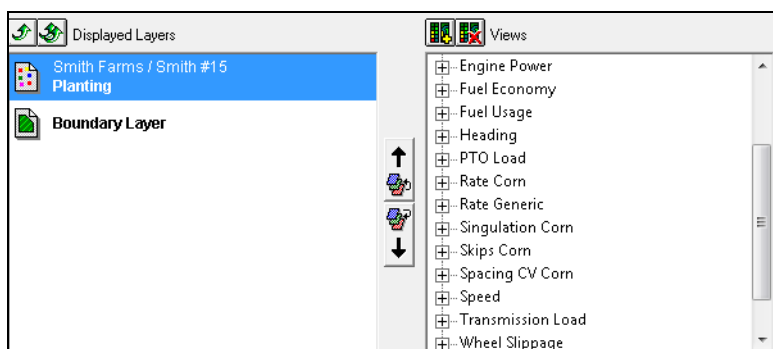 Displayed Layers
Smith Farms / Smith #15
Planting
Boundary Layer
Views
Engine Power
Fuel Economy
Fuel Usage
Heading
PTO Load
Rate Corn
Rate Generic
Singulation Corn
Skips Corn
Spacing CV Corn
Speed
Transmission Load
Wheel Slippage